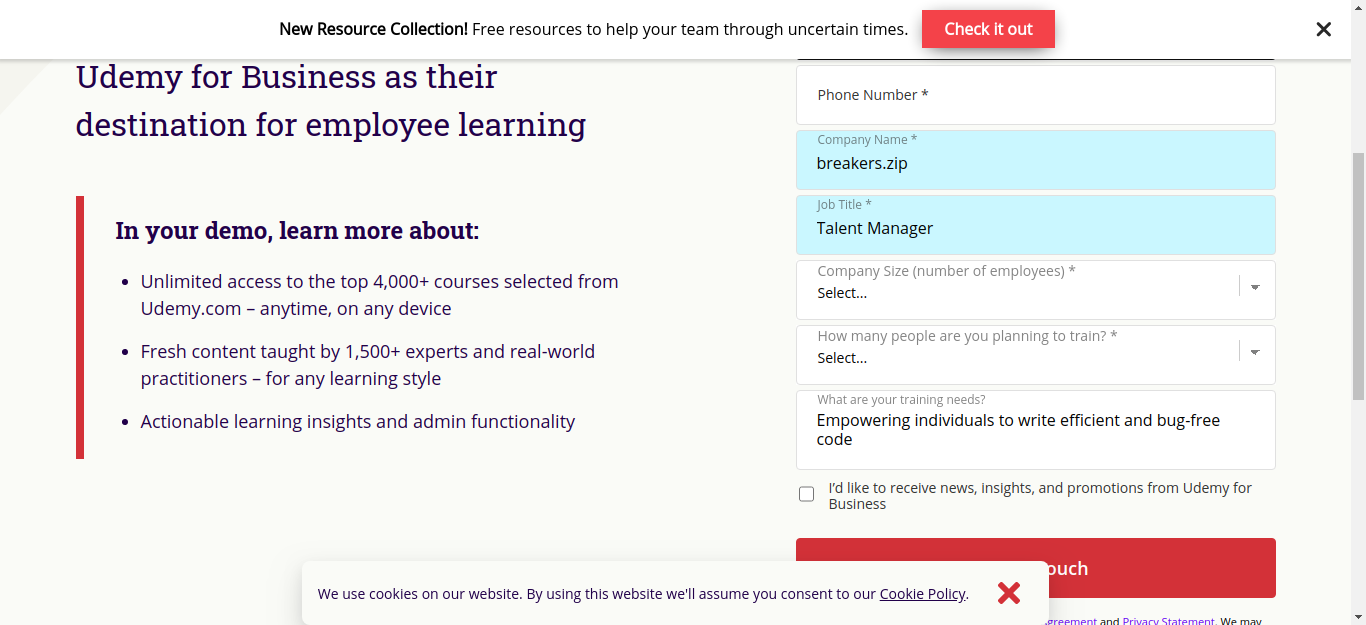 New Resource Collection! Free resources to help your team through uncertain times.
Check it out
Udemy for Business as their
destination for employee learning
In your demo, learn more about:
Unlimited access to the top 4,000+ courses selected from
Udemy.com – anytime, on any device
Fresh content taught by 1,500+ experts and real-world
practitioners – for any learning style
Actionable learning insights and admin functionality
Phone Number *
Company Name *
breakers.zip
Job Title *
Talent Manager
Company Size (number of employees) *
Select...
How many people are you planning to train? *
Select...
What are your training needs?
Empowering individuals to write efficient and bug-free
code
I'd like to receive news, insights, and promotions from Udemy for
Business
We use cookies on our website. By using this website we'll assume you consent to our Cookie Policy.
and Privacy Statement. We may